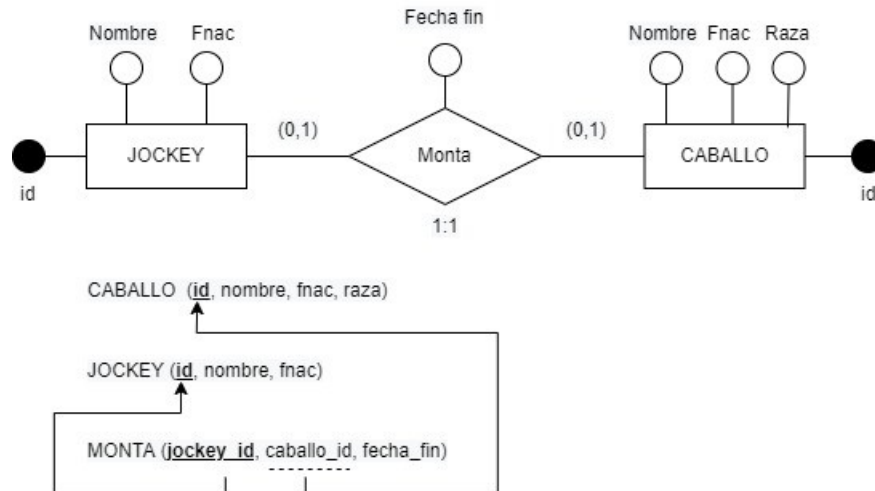 Fecha fin
Nombre Fnac
Nombre Fnac Raza
(0,1)
(0,1)
JOCKEY
Monta
CABALLO
id
id
1:1
CABALLO (id, nombre, fnac, raza)
JOCKEY (id, nombre, fnac)
MONTA (jockey_id, caballo_id, fecha_fin)